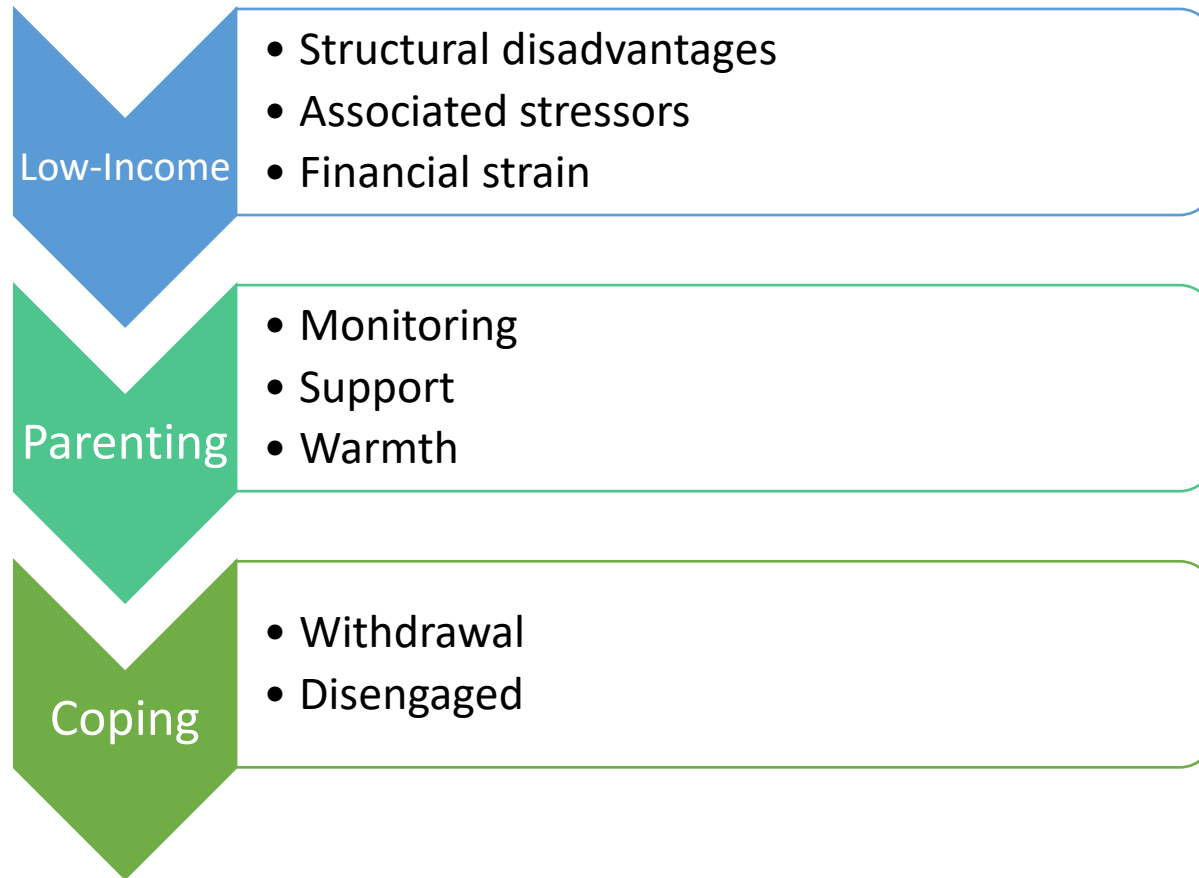 Low-Income
• Structural disadvantages
• Associated stressors
• Financial strain
Parenting
• Monitoring
• Support
• Warmth
Coping
• Withdrawal
• Disengaged